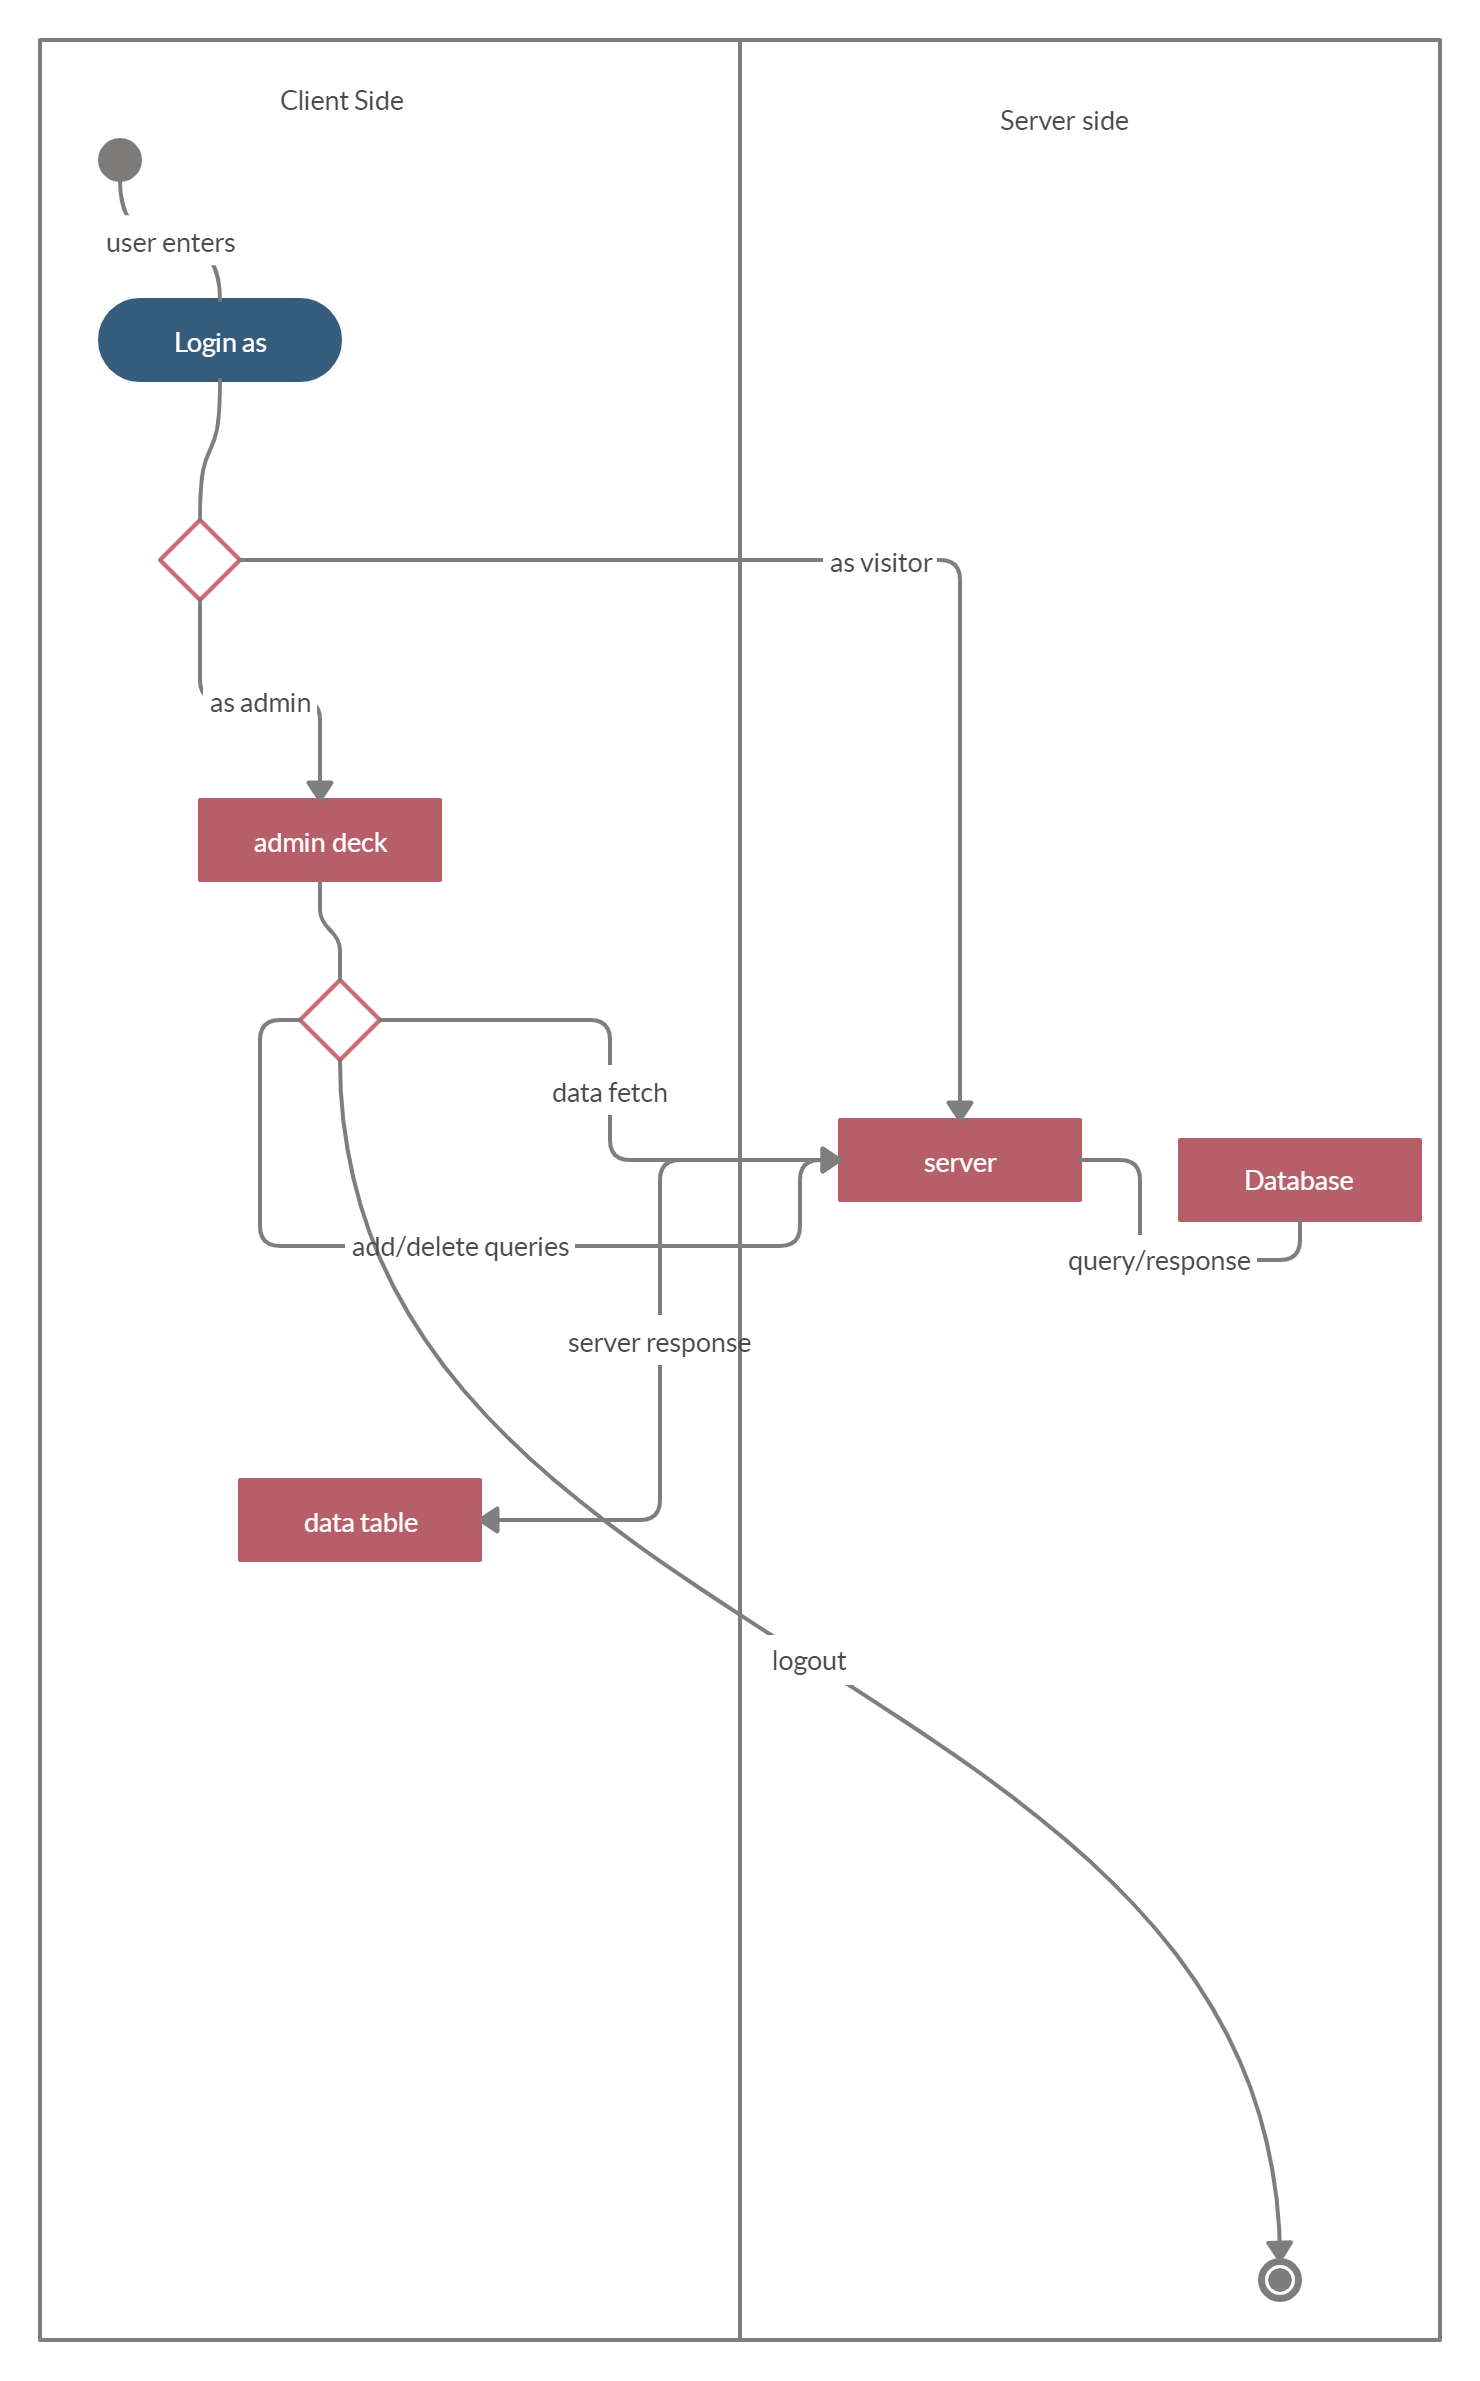 Client Side
Server side
user enters
Login as
as visitor
as admin
admin deck
data fetch
server
Database
add/delete queries
query/response
server response
data table
logout